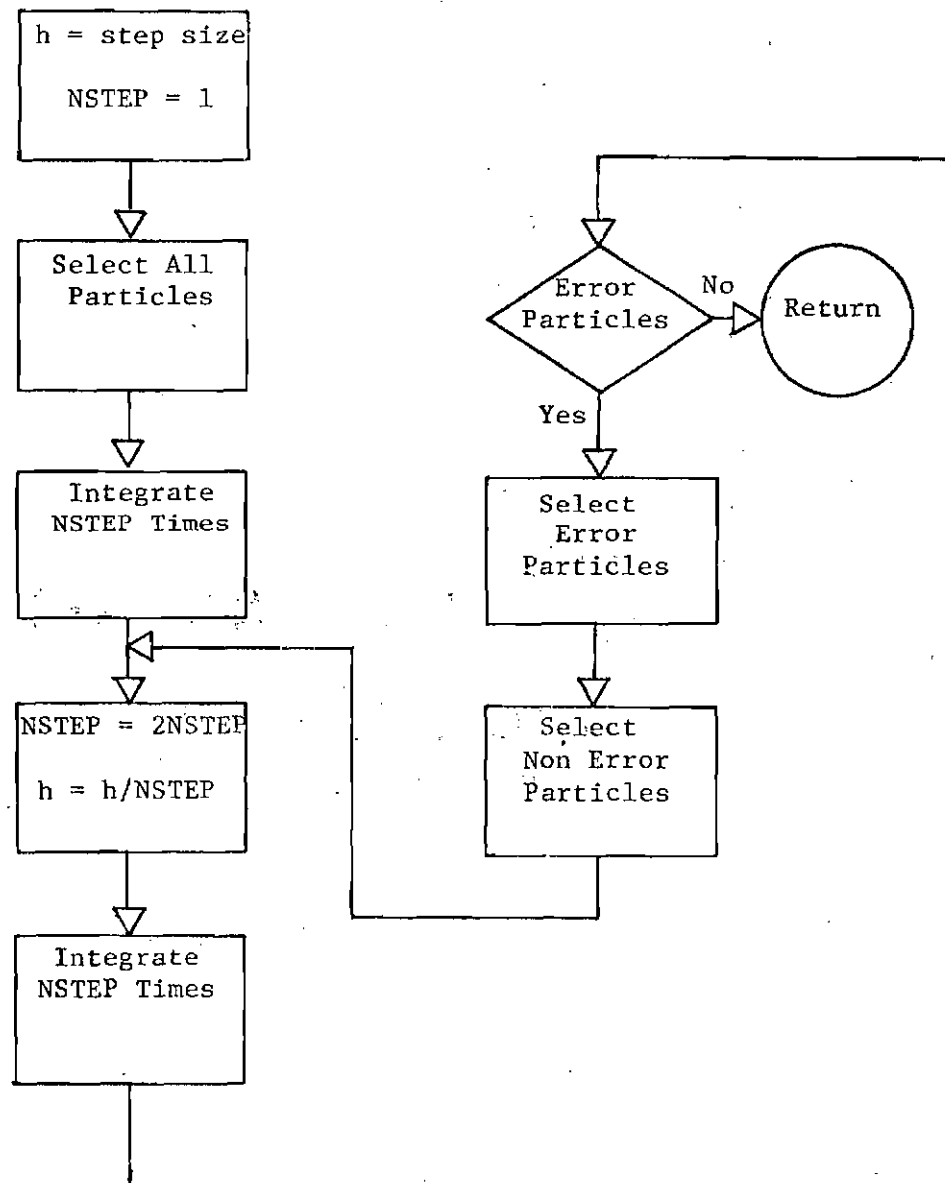 h = step size
NSTEP = 1
Select All
Particles
Integrate
NSTEP Times
NSTEP = 2NSTEP
h = h/NSTEP
Integrate
NSTEP Times
Error
Particles
No
Return
Yes
Select
Error
Particles
Select
Non Error
Particles